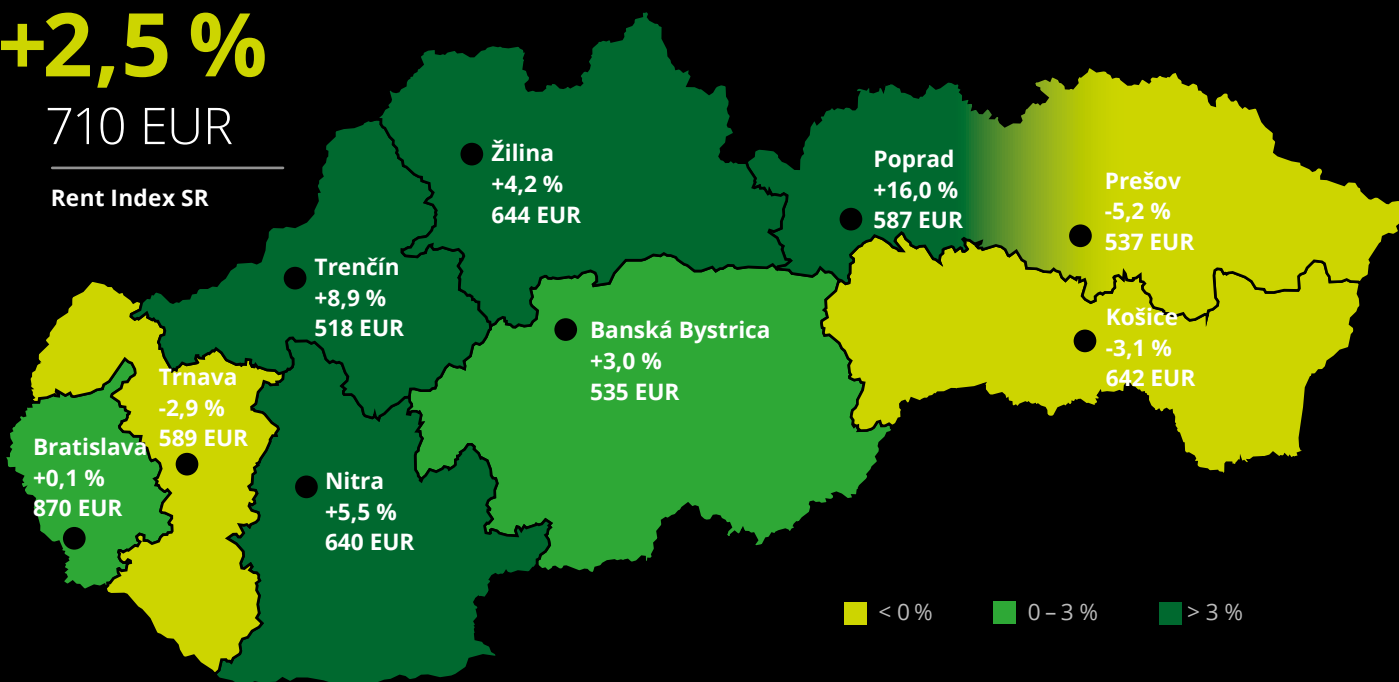 +2,5 %
710 EUR
Rent Index SR
Žilina
+4,2 %
644 EUR
Poprad
+16,0 %
587 EUR
Prešov
-5,2 %
537 EUR
Trenčín
+8,9 %
518 EUR
Banská Bystrica
+3,0 %
535 EUR
Košice
-3,1 %
642 EUR
Trnava
-2,9 %
589 EUR
Bratislava
+0,1 %
870 EUR
Nitra
+5,5 %
640 EUR
< 0 %
0 – 3 %
> 3 %